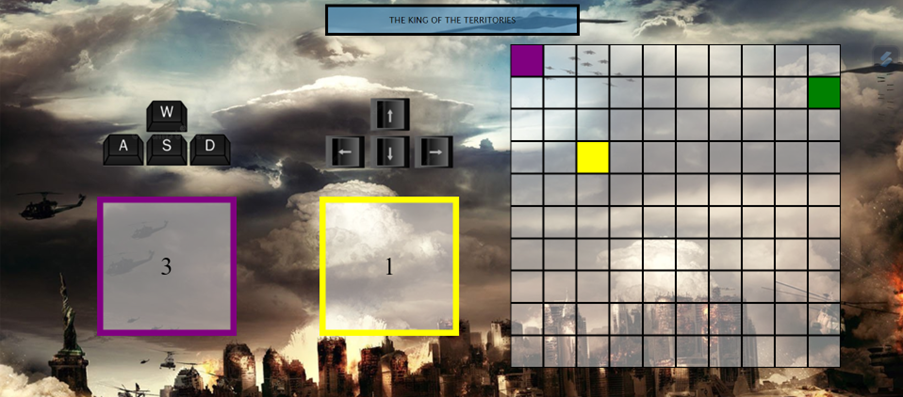 THE KING OF THE TERRITORIES
W
A S D
↑
← ↓ →
3
1